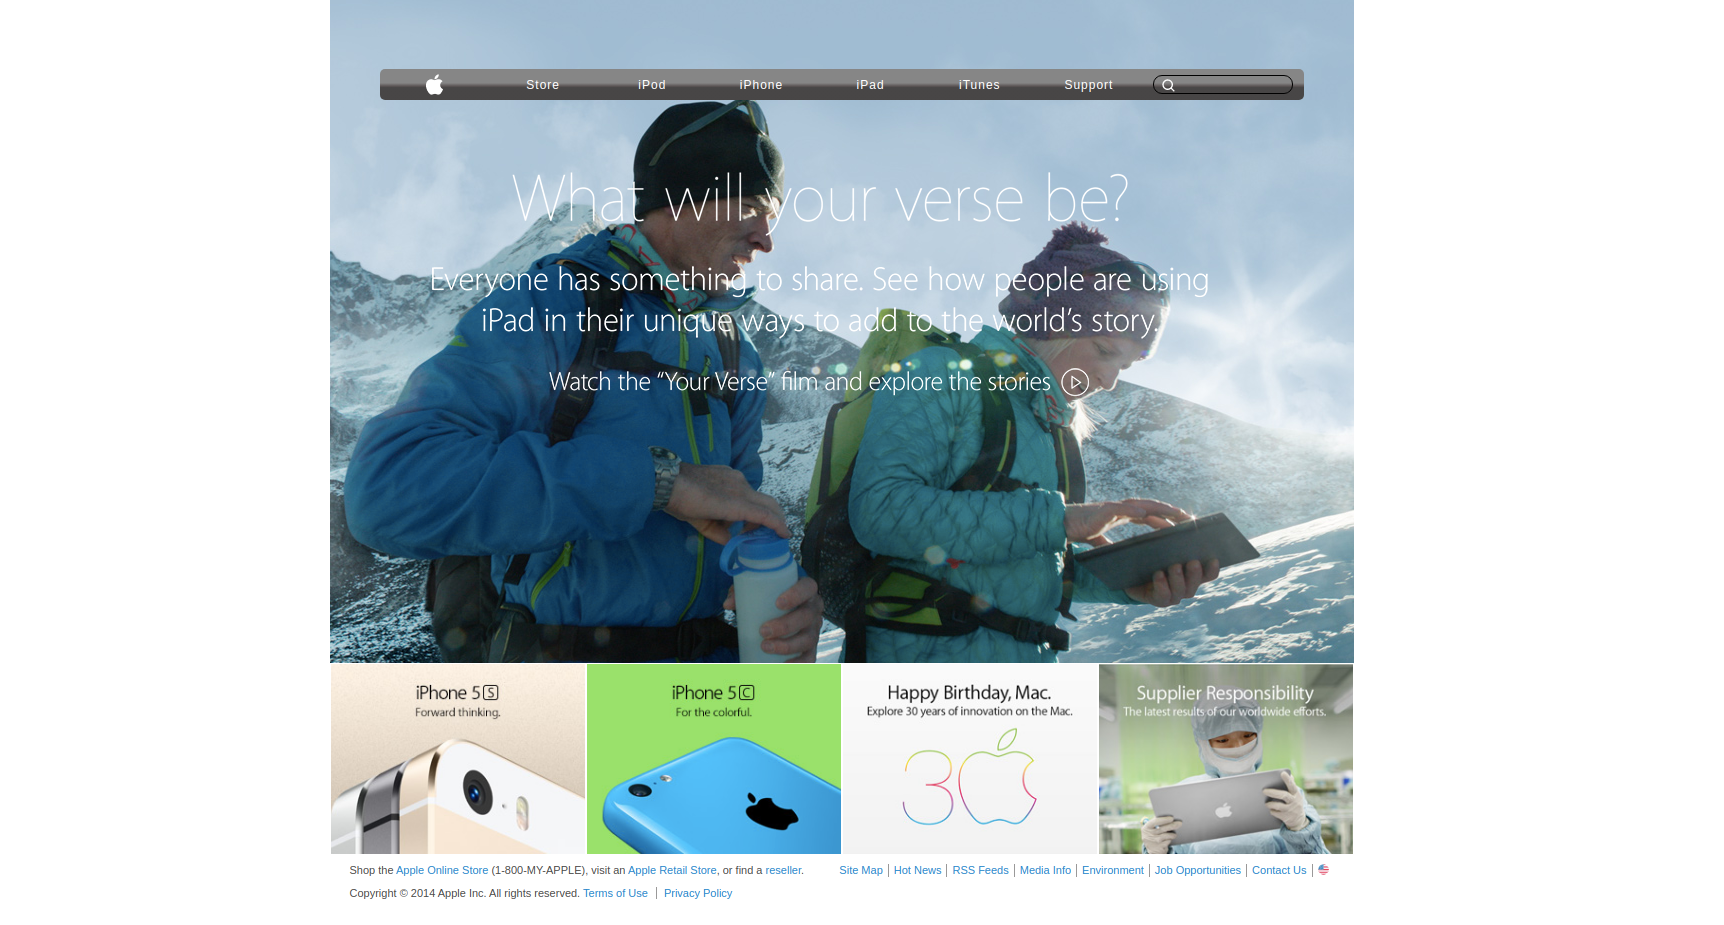 Store iPod iPhone iPad iTunes Support
What will your verse be?
Everyone has something to share. See how people are using
iPad in their unique ways to add to the world's story.
Watch the “Your Verse” film and explore the stories
iPhone 5S
Forward thinking.
iPhone 5C
For the colorful.
Happy Birthday, Mac.
Explore 30 years of innovation on the Mac.
30
Supplier Responsibility
The latest results of our worldwide efforts.
Shop the Apple Online Store (1-800-MY-APPLE), visit an Apple Retail Store, or find a reseller.
Site Map | Hot News | RSS Feeds | Media Info | Environment | Job Opportunities | Contact Us |
Copyright © 2014 Apple Inc. All rights reserved. Terms of Use | Privacy Policy